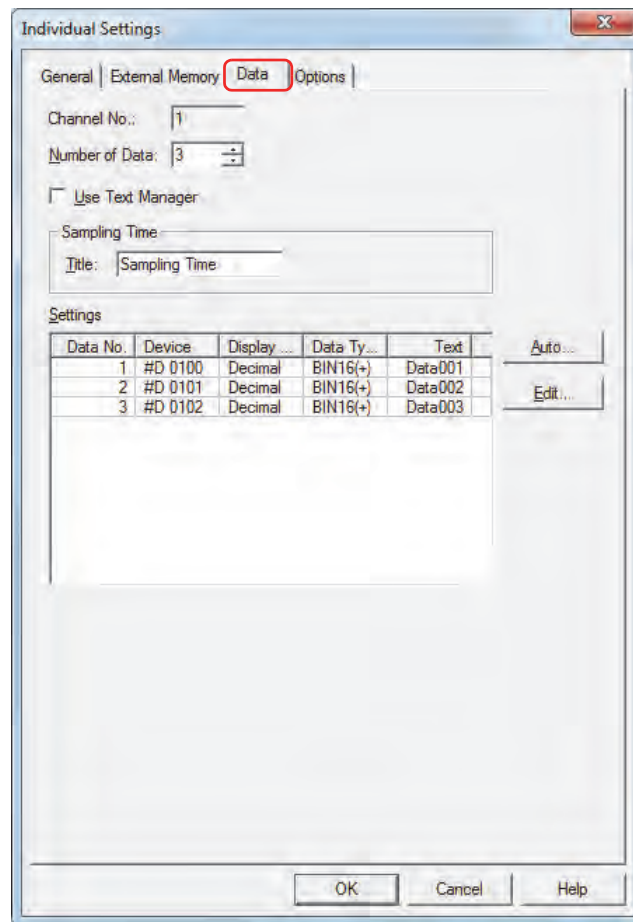 Individual Settings
General External Memory Data Options
Channel No.: 1
Number of Data: 3
Use Text Manager
Sampling Time
Title: Sampling Time
Settings
Data No. Device Display ... Data Ty... Text
1 #D 0100 Decimal BIN16(+) Data001
2 #D 0101 Decimal BIN16(+) Data002
3 #D 0102 Decimal BIN16(+) Data003
Auto...
Edit...
OK Cancel Help